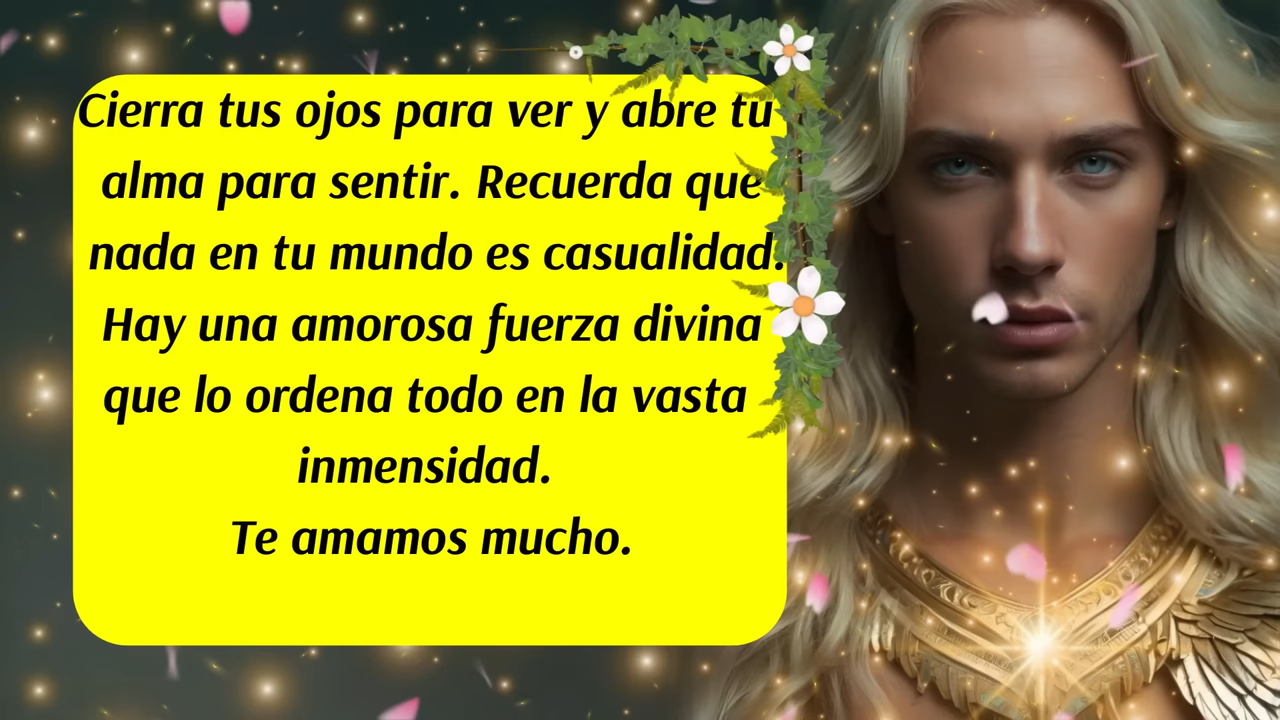 Cierra tus ojos para ver y abre tu
alma para sentir. Recuerda que
nada en tu mundo es casualidad.
Hay una amorosa fuerza divina
que lo ordena todo en la vasta
inmensidad.
Te amamos mucho.